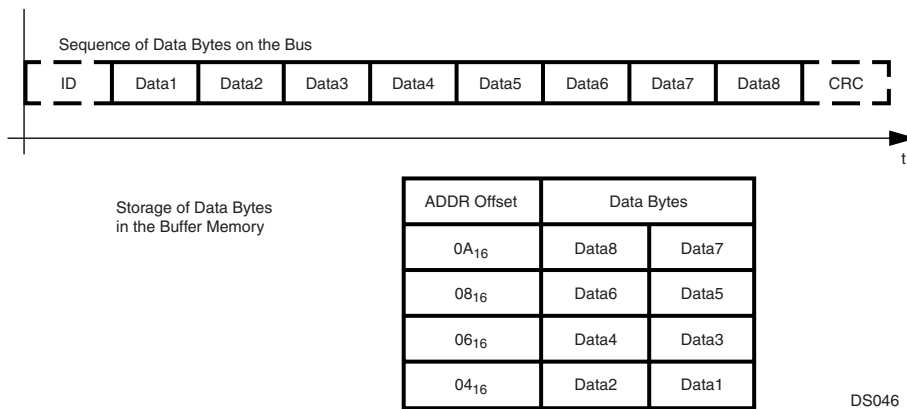 Sequence of Data Bytes on the Bus
ID Data1 Data2 Data3 Data4 Data5 Data6 Data7 Data8 CRC
t
Storage of Data Bytes
in the Buffer Memory
ADDR Offset Data Bytes
0A₁₆ Data8 Data7
08₁₆ Data6 Data5
06₁₆ Data4 Data3
04₁₆ Data2 Data1
DS046